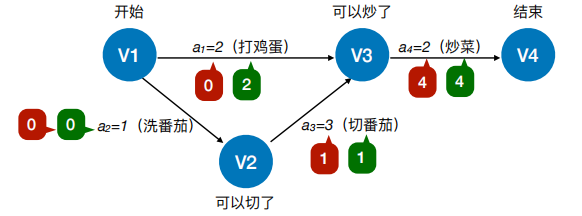 开始
可以炒了
结束
V1
a₁=2（打鸡蛋）
V3
a₄=2（炒菜）
V4
0
2
4
4
0
0
a₂=1（洗番茄）
a₃=3（切番茄）
V2
1
1
可以切了